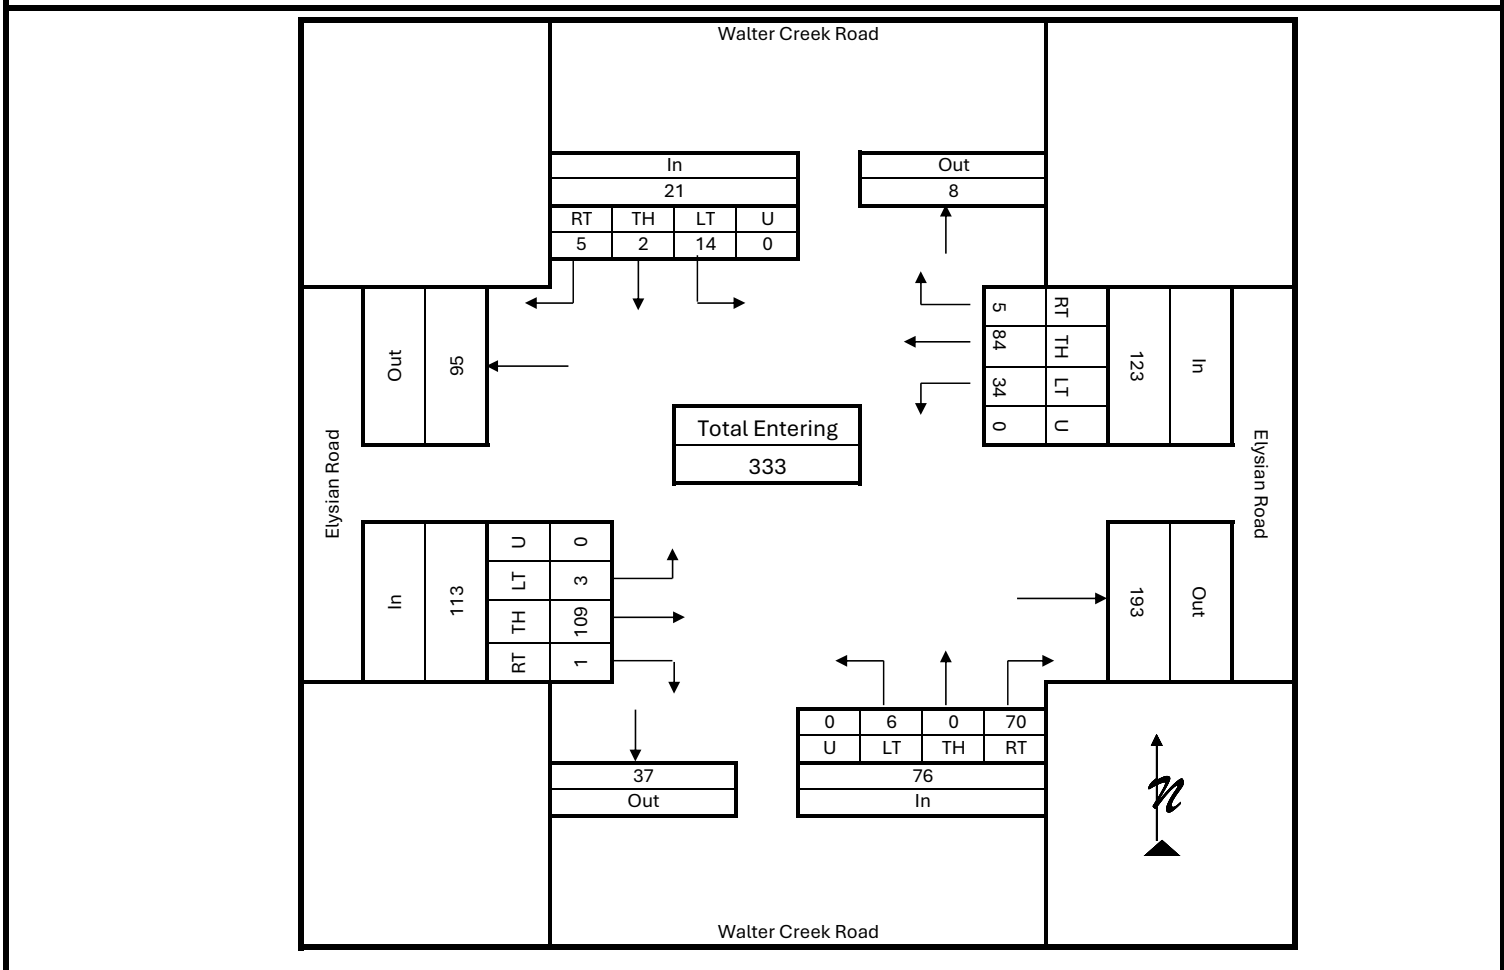 Walter Creek Road
In
21
RT TH LT U
5 2 14 0
Out
8
Out
95
5 RT
84 TH
34 LT
0 U
123
In
Total Entering
333
Elysian Road
Elysian Road
In
113
U 0
LT 3
TH 109
RT 1
193
Out
0 6 0 70
U LT TH RT
76
In
37
Out
N
Walter Creek Road